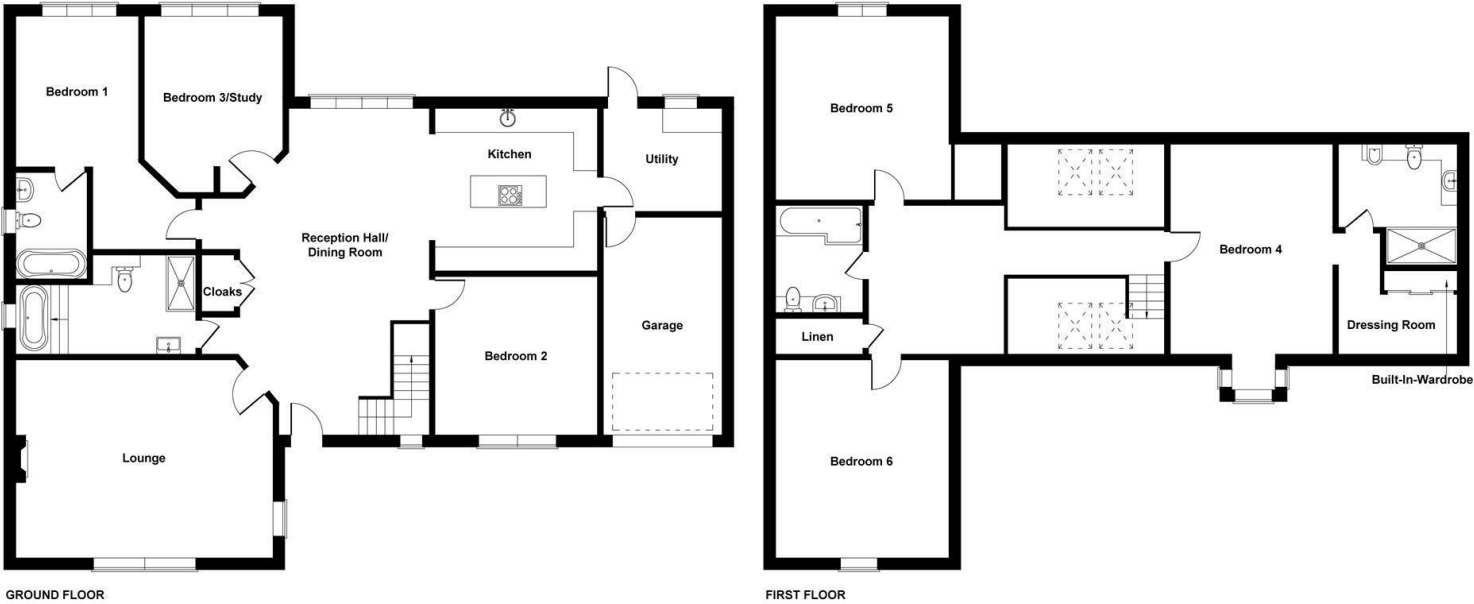 Bedroom 1
Bedroom 3/Study
Kitchen
Utility
Reception Hall/
Dining Room
Cloaks
Bedroom 2
Garage
Lounge
GROUND FLOOR
Bedroom 5
Bedroom 4
Linen
Dressing Room
Built-In-Wardrobe
Bedroom 6
FIRST FLOOR